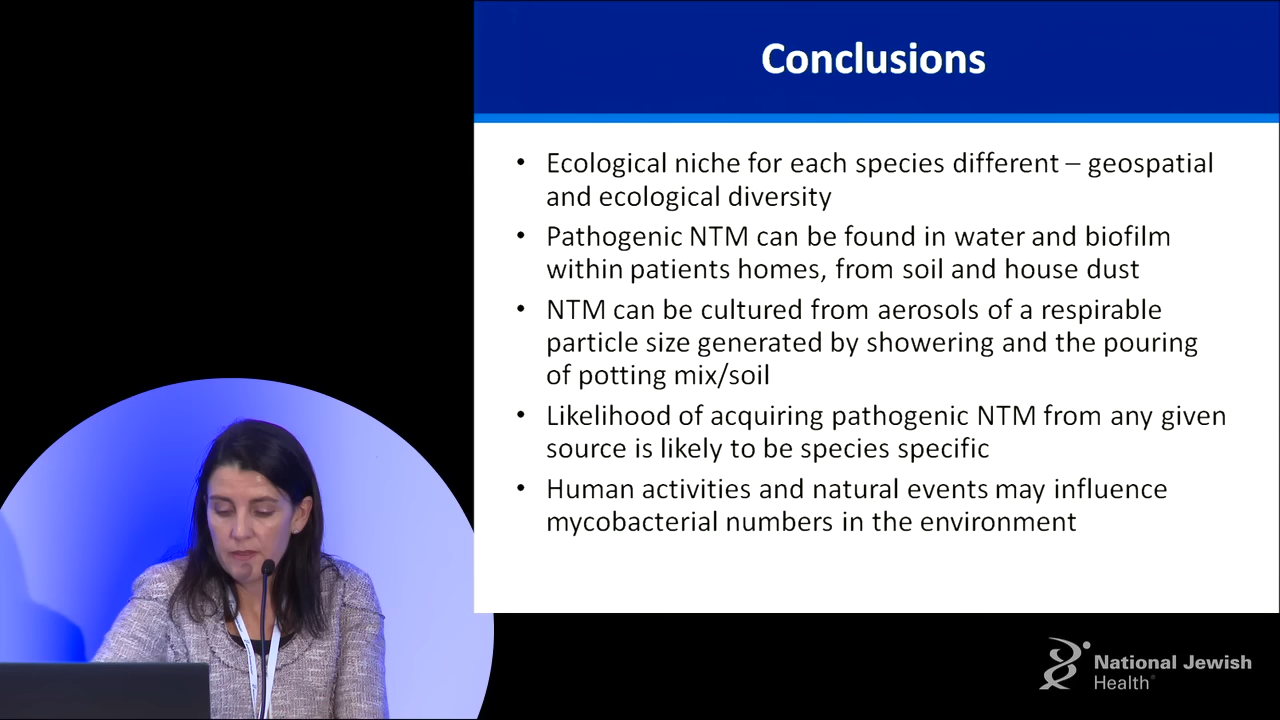 Conclusions
• Ecological niche for each species different – geospatial
and ecological diversity
• Pathogenic NTM can be found in water and biofilm
within patients homes, from soil and house dust
• NTM can be cultured from aerosols of a respirable
particle size generated by showering and the pouring
of potting mix/soil
• Likelihood of acquiring pathogenic NTM from any given
source is likely to be species specific
• Human activities and natural events may influence
mycobacterial numbers in the environment
National Jewish
Health®